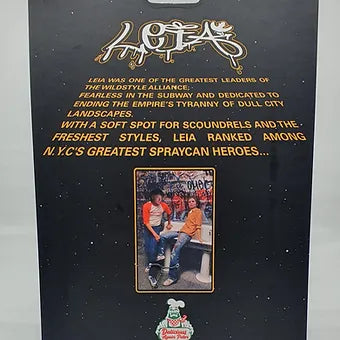 LEIA
LEIA WAS ONE OF THE GREATEST LEADERS OF
THE WILDSTYLE ALLIANCE;
FEARLESS IN THE SUBWAY AND DEDICATED TO
ENDING THE EMPIRE'S TYRANNY OF DULL CITY
LANDSCAPES.
WITH A SOFT SPOT FOR SCOUNDRELS AND THE
FRESHEST STYLES, LEIA RANKED AMONG
N.Y.C'S GREATEST SPRAYCAN HEROES...
Delicious